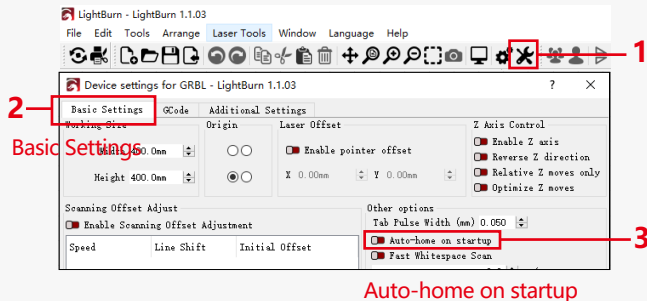 LightBurn - LightBurn 1.1.03
File Edit Tools Arrange Laser Tools Window Language Help
1
Device settings for GRBL - LightBurn 1.1.03 ? ×
2
Basic Settings GCode Additional Settings
Working Size Origin Laser Offset Z Axis Control
Basic Settings
Width 400.0mm Enable pointer offset Enable Z axis
Reverse Z direction
Height 400.0mm X 0.00mm Y 0.00mm Relative Z moves only
Optimize Z moves
Scanning Offset Adjust Other options
Enable Scanning Offset Adjustment Tab Pulse Width (mm) 0.050
Speed Line Shift Initial Offset Auto-home on startup
3
Fast Whitespace Scan
Auto-home on startup